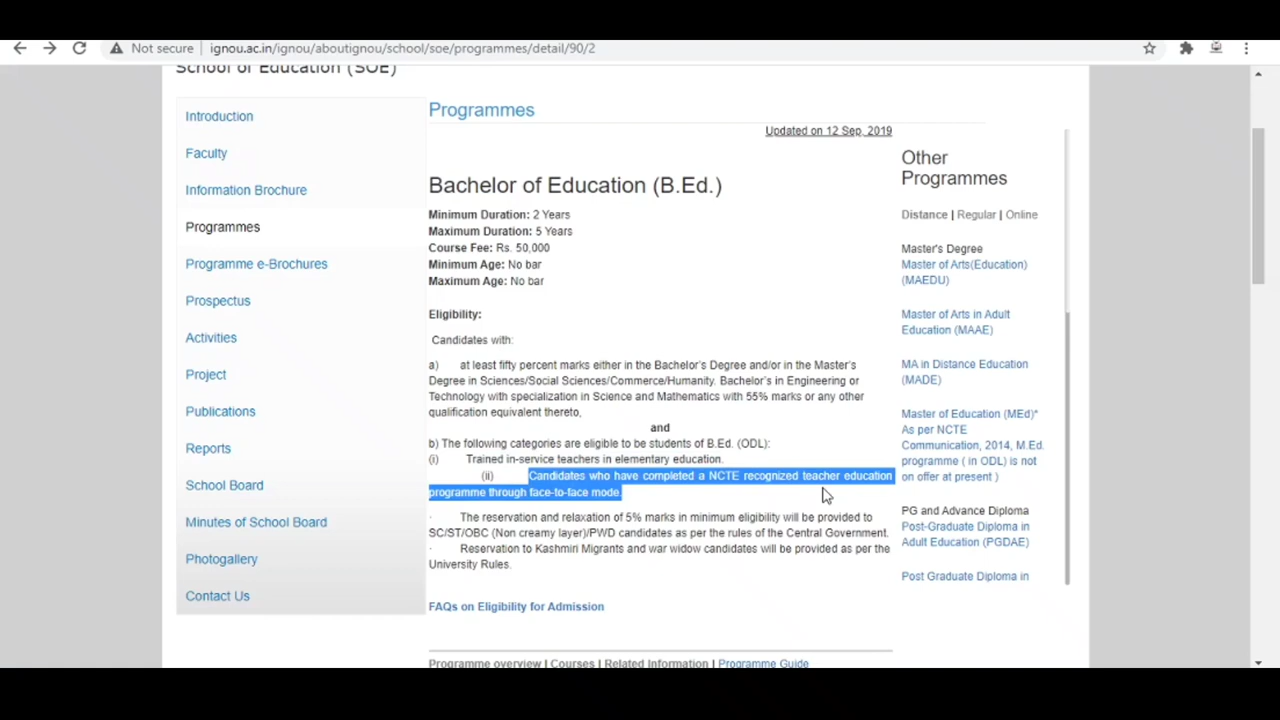 Not secure | ignou.ac.in/ignou/aboutignou/school/soe/programmes/detail/90/2
School of Education (SOE)
Introduction
Faculty
Information Brochure
Programmes
Programme e-Brochures
Prospectus
Activities
Project
Publications
Reports
School Board
Minutes of School Board
Photogallery
Contact Us
Programmes
Updated on 12 Sep, 2019
Bachelor of Education (B.Ed.)
Minimum Duration: 2 Years
Maximum Duration: 5 Years
Course Fee: Rs. 50,000
Minimum Age: No bar
Maximum Age: No bar
Eligibility:
Candidates with:
a) at least fifty percent marks either in the Bachelor's Degree and/or in the Master's
Degree in Sciences/Social Sciences/Commerce/Humanity. Bachelor's in Engineering or
Technology with specialization in Science and Mathematics with 55% marks or any other
qualification equivalent thereto,
and
b) The following categories are eligible to be students of B.Ed. (ODL):
(i) Trained in-service teachers in elementary education.
(ii) Candidates who have completed a NCTE recognized teacher education
programme through face-to-face mode.
· The reservation and relaxation of 5% marks in minimum eligibility will be provided to
SC/ST/OBC (Non creamy layer)/PWD candidates as per the rules of the Central Government.
· Reservation to Kashmiri Migrants and war widow candidates will be provided as per the
University Rules.
FAQs on Eligibility for Admission
Programme overview | Courses | Related Information | Programme Guide
Other
Programmes
Distance | Regular | Online
Master's Degree
Master of Arts(Education)
(MAEDU)
Master of Arts in Adult
Education (MAAE)
MA in Distance Education
(MADE)
Master of Education (MEd)*
As per NCTE
Communication, 2014, M.Ed.
programme ( in ODL) is not
on offer at present )
PG and Advance Diploma
Post-Graduate Diploma in
Adult Education (PGDAE)
Post Graduate Diploma in